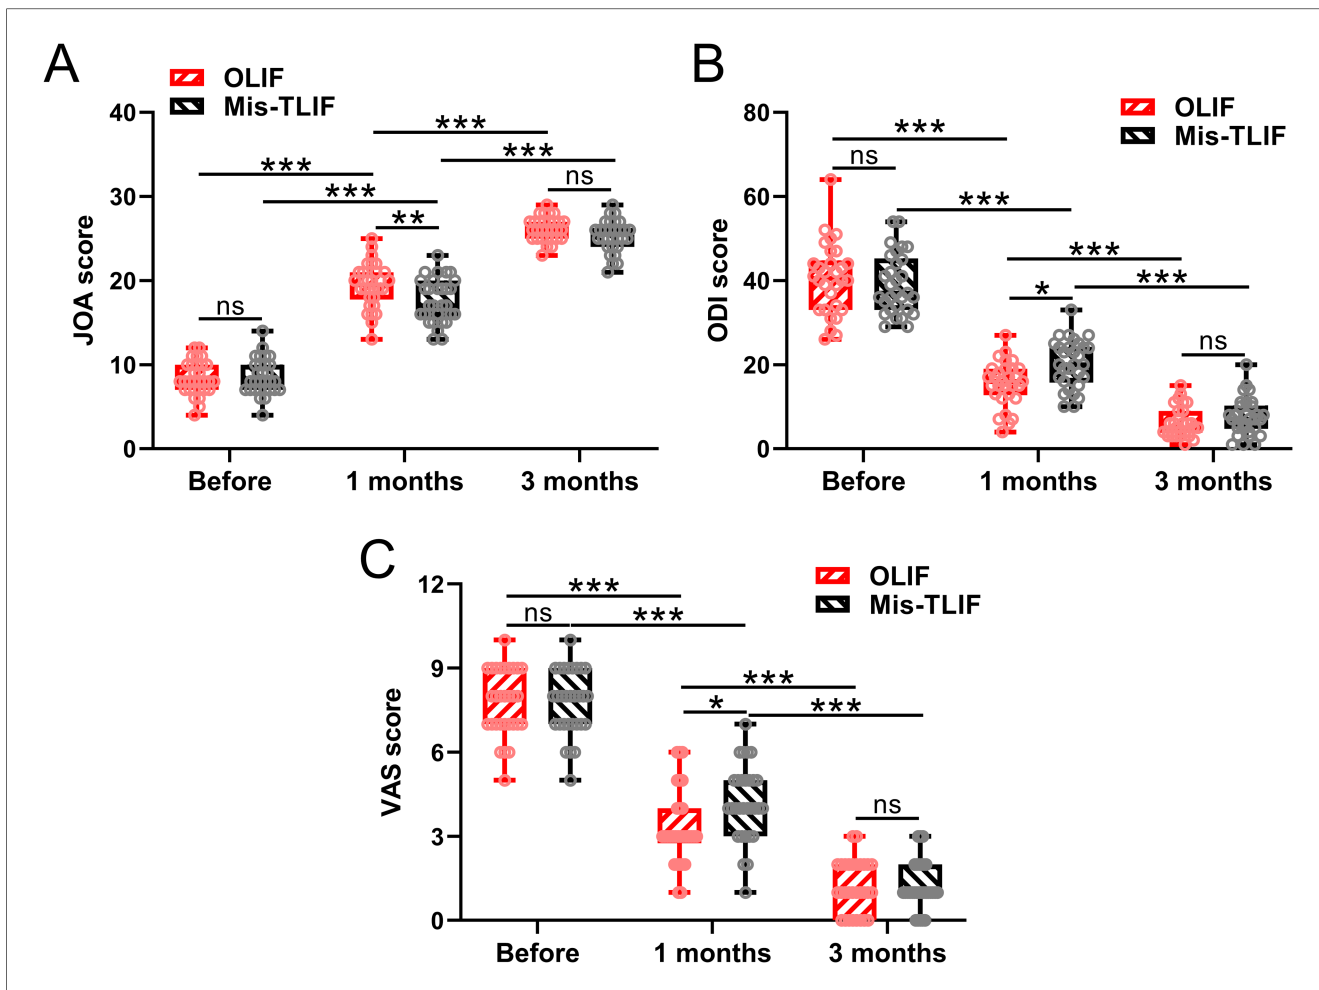 A
OLIF
Mis-TLIF
JOA score
40
30
20
10
0
***
***
***
***
**
ns
ns
Before
1 months
3 months
B
OLIF
Mis-TLIF
ODI score
80
60
40
20
0
***
ns
***
***
***
*
ns
Before
1 months
3 months
C
OLIF
Mis-TLIF
VAS score
12
9
6
3
0
***
ns
***
***
*
***
ns
Before
1 months
3 months